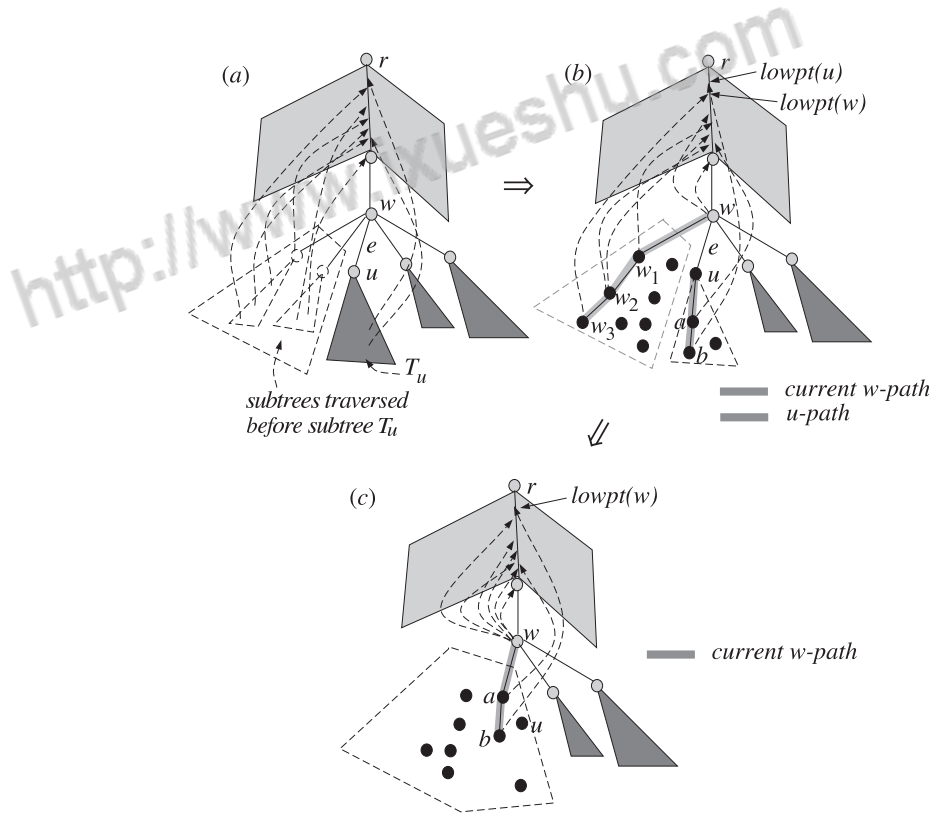 http://www.ixueshu.com
(a)
r
w
e
u
T_u
subtrees traversed
before subtree T_u
⇒
(b)
r
lowpt(u)
lowpt(w)
w
e
w_1
u
w_2
a
w_3
b
current w-path
u-path
⇓
(c)
r
lowpt(w)
w
current w-path
a
u
b